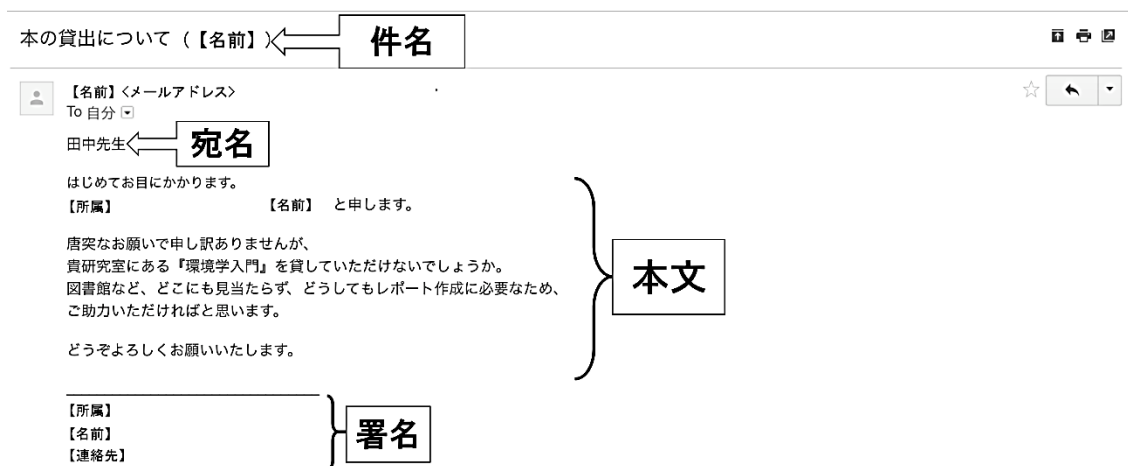 本の貸出について（【名前】） 件名
【名前】<メールアドレス>
To 自分
田中先生 宛名
はじめてお目にかかります。
【所属】 【名前】 と申します。
唐突なお願いで申し訳ありませんが、
貴研究室にある『環境学入門』を貸していただけないでしょうか。
図書館など、どこにも見当たらず、どうしてもレポート作成に必要なため、
ご助力いただければと思います。
どうぞよろしくお願いいたします。
本文
【所属】
【名前】
【連絡先】
署名